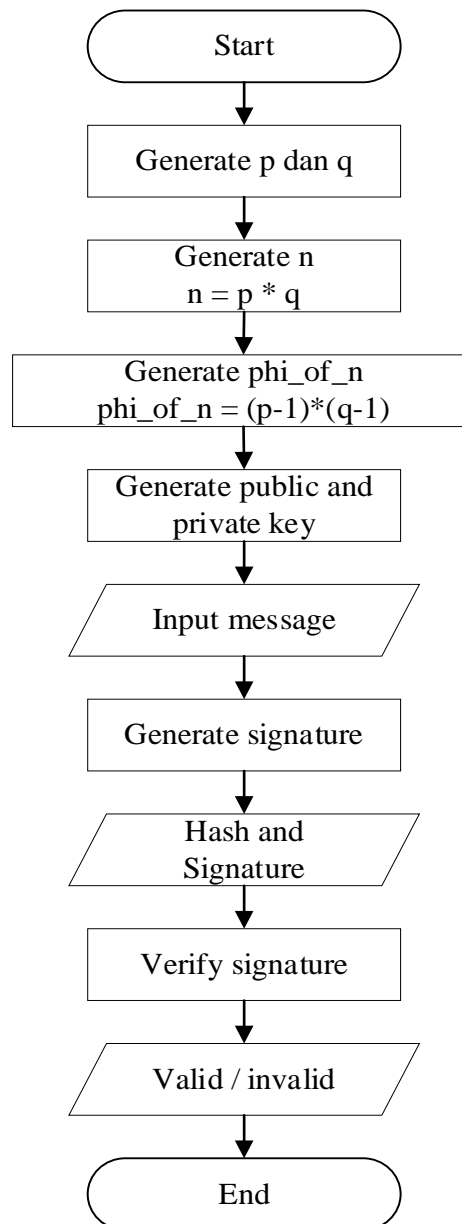 Start
Generate p dan q
Generate n
n = p * q
Generate phi_of_n
phi_of_n = (p-1)*(q-1)
Generate public and
private key
Input message
Generate signature
Hash and
Signature
Verify signature
Valid / invalid
End